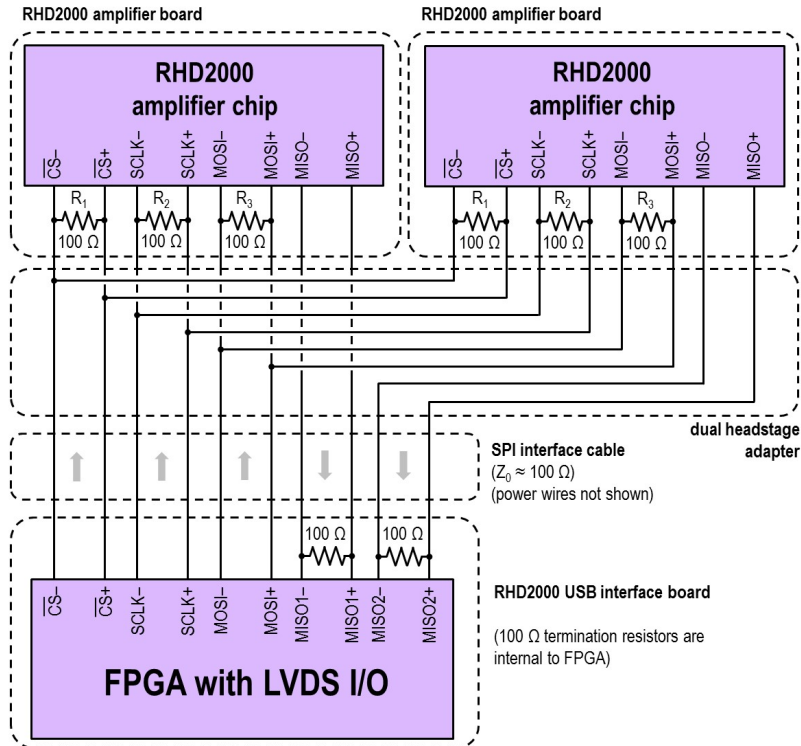 RHD2000 amplifier board
RHD2000 amplifier board
RHD2000
amplifier chip
RHD2000
amplifier chip
CS–
CS+
SCLK–
SCLK+
MOSI–
MOSI+
MISO–
MISO+
CS–
CS+
SCLK–
SCLK+
MOSI–
MOSI+
MISO–
MISO+
R1
R2
R3
100 Ω
100 Ω
100 Ω
R1
R2
R3
100 Ω
100 Ω
100 Ω
dual headstage
adapter
SPI interface cable
(Z0 ≈ 100 Ω)
(power wires not shown)
100 Ω
100 Ω
CS–
CS+
SCLK–
SCLK+
MOSI–
MOSI+
MISO1–
MISO1+
MISO2–
MISO2+
FPGA with LVDS I/O
RHD2000 USB interface board
(100 Ω termination resistors are
internal to FPGA)